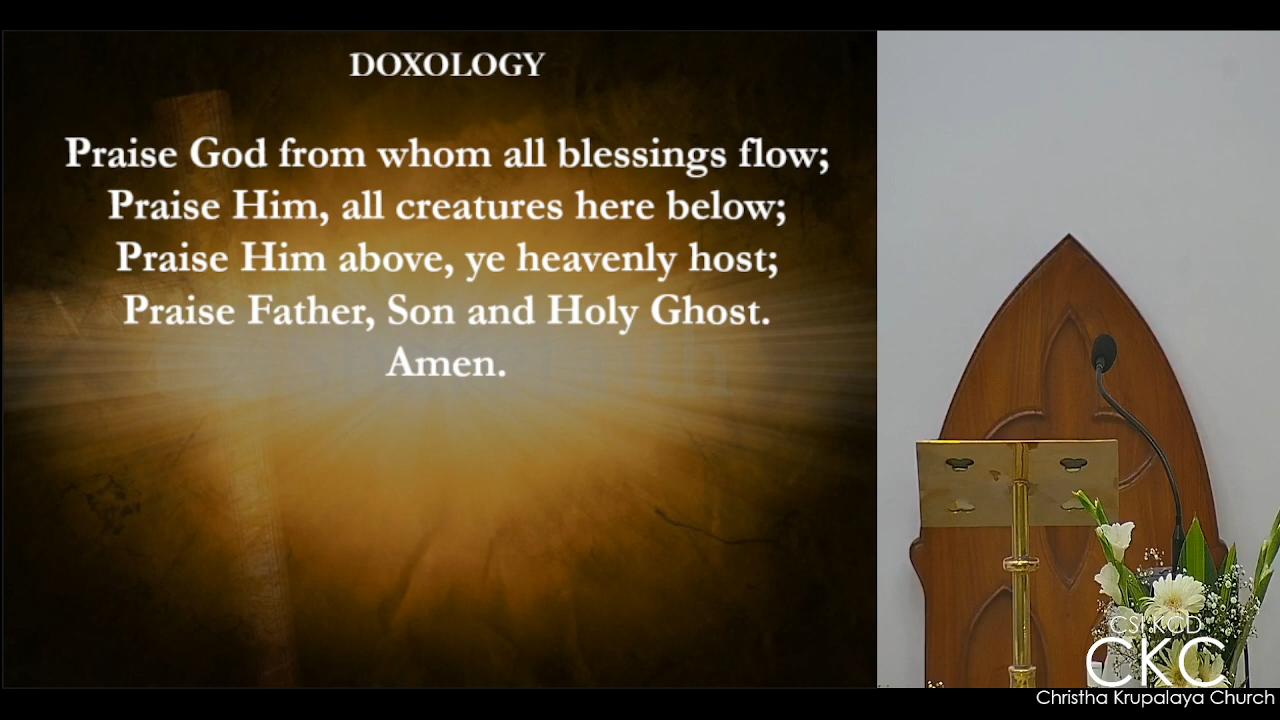 DOXOLOGY
Praise God from whom all blessings flow;
Praise Him, all creatures here below;
Praise Him above, ye heavenly host;
Praise Father, Son and Holy Ghost.
Amen.
CSI KCD
CKC
Christha Krupalaya Church